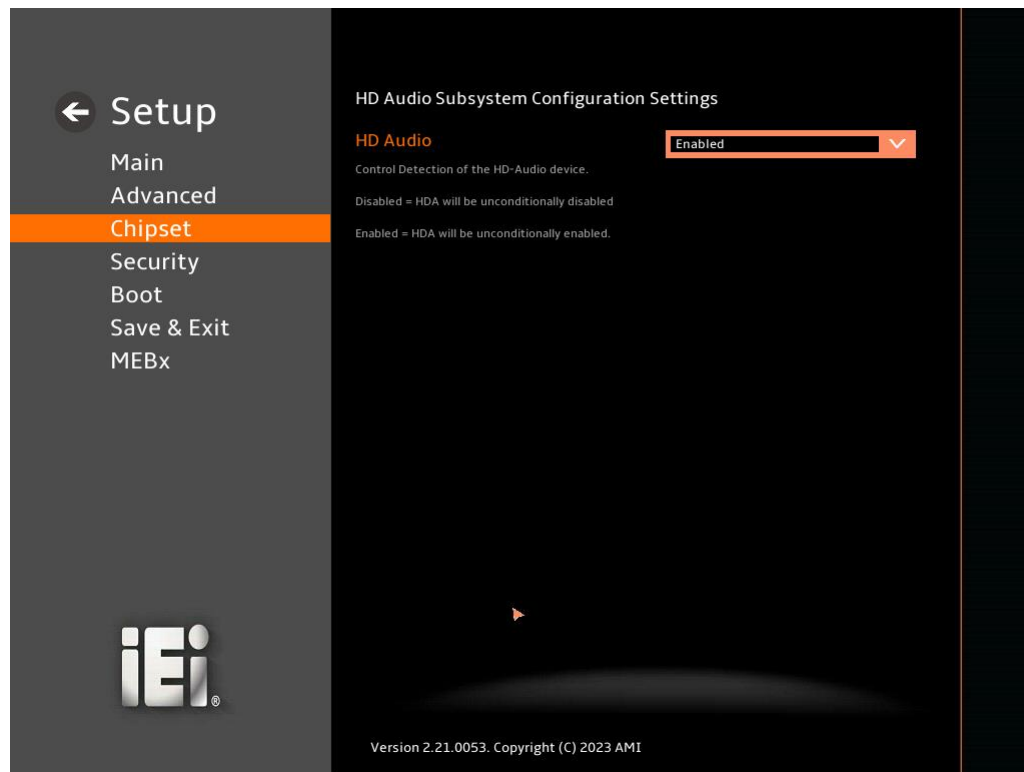 Setup
Main
Advanced
Chipset
Security
Boot
Save & Exit
MEBx
iEi®
HD Audio Subsystem Configuration Settings
HD Audio
Enabled
Control Detection of the HD-Audio device.
Disabled = HDA will be unconditionally disabled
Enabled = HDA will be unconditionally enabled.
Version 2.21.0053. Copyright (C) 2023 AMI